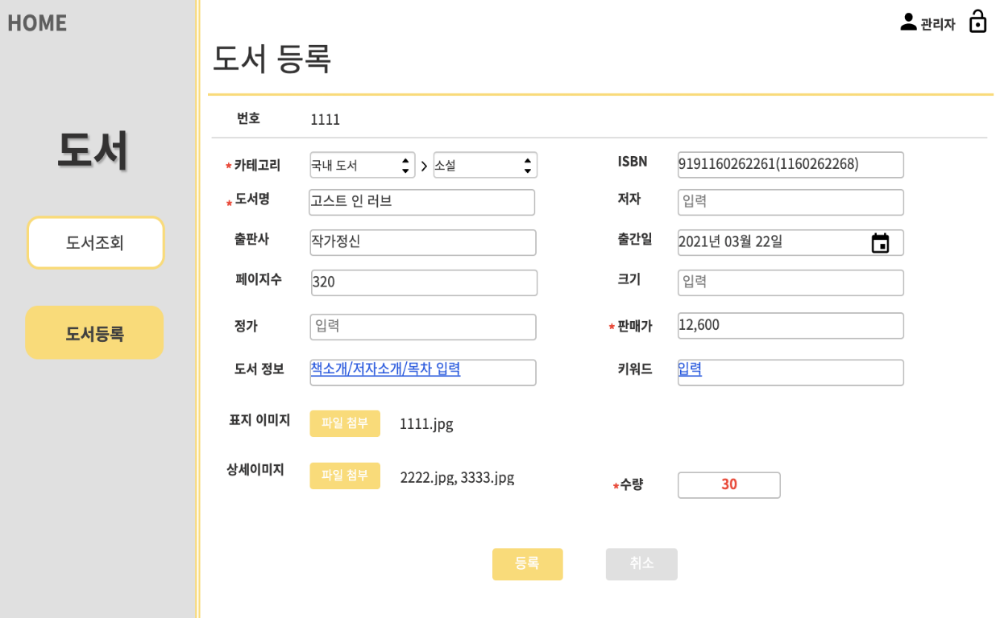 HOME
관리자
도서 등록
도서
도서조회
도서등록
번호 1111
* 카테고리 국내 도서 > 소설 ISBN 9191160262261(1160262268)
* 도서명 고스트 인 러브 저자 입력
출판사 작가정신 출간일 2021년 03월 22일
페이지수 320 크기 입력
정가 입력 * 판매가 12,600
도서 정보 책소개/저자소개/목차 입력 키워드 입력
표지 이미지 파일 첨부 1111.jpg
상세이미지 파일 첨부 2222.jpg, 3333.jpg
*수량 30
등록 취소